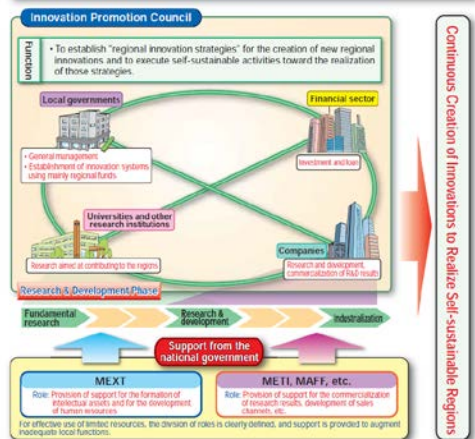 Innovation Promotion Council
Function
• To establish "regional innovation strategies" for the creation of new regional
innovations and to execute self-sustainable activities toward the realization
of those strategies.
Local governments
Financial sector
• General management
• Establishment of innovation systems
using mainly regional funds
Investment and loan
Universities and other
research institutions
Companies
Research aimed at contributing to the regions
Research and development,
commercialization of R&D results
Research & Development Phase
Fundamental
research
Research &
development
Industrialization
Support from the
national government
MEXT
Role: Provision of support for the formation of
intellectual assets and for the development
of human resources
METI, MAFF, etc.
Role: Provision of support for the commercialization
of research results, development of sales
channels, etc.
For effective use of limited resources, the division of roles is clearly defined, and support is provided to augment
inadequate local functions.
Continuous Creation of Innovations to Realize Self-sustainable Regions